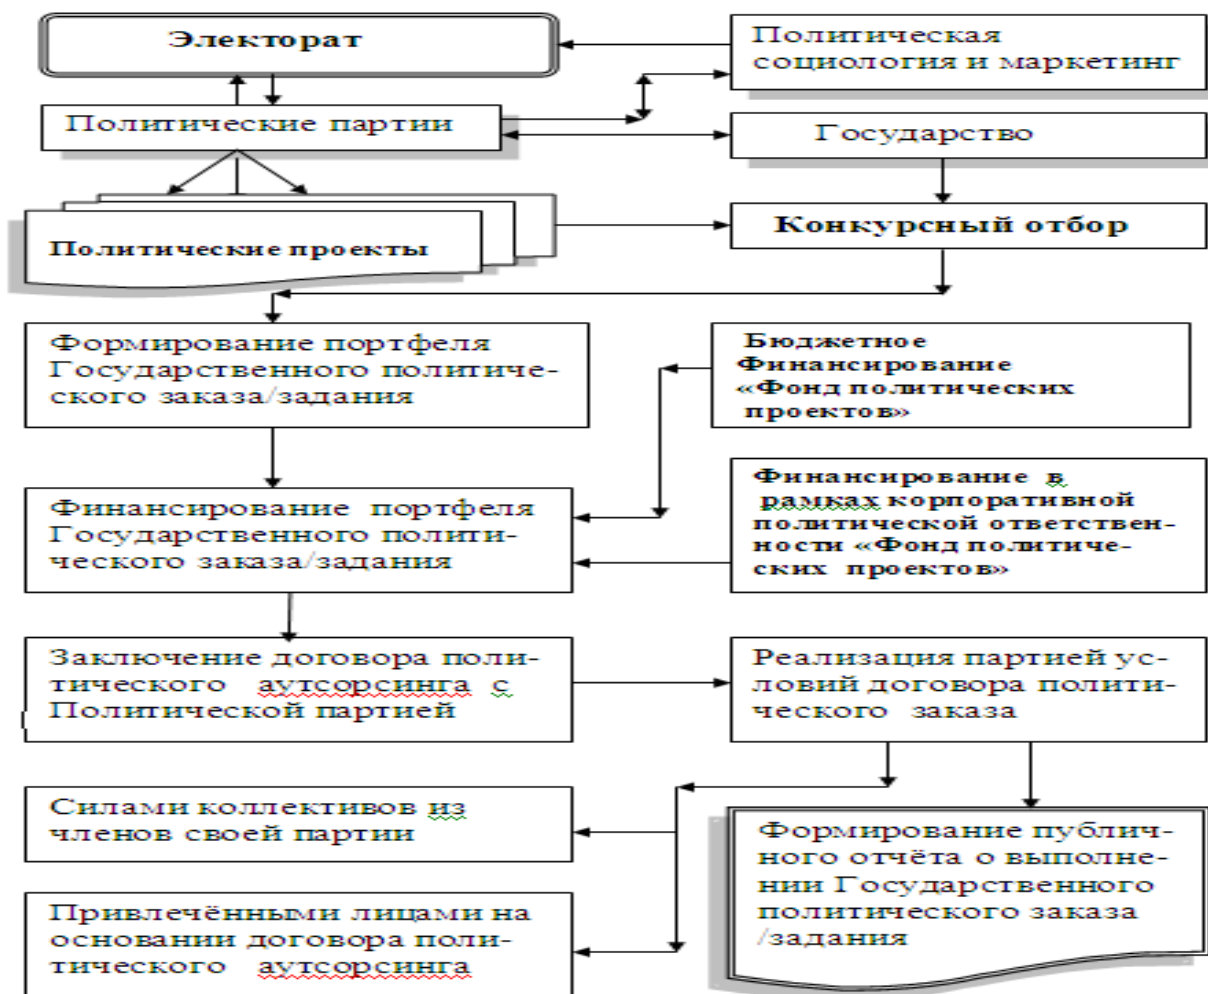 Электорат
Политическая
социология и маркетинг
Политические партии
Государство
Политические проекты
Конкурсный отбор
Формирование портфеля
Государственного политиче-
ского заказа/задания
Бюджетное
Финансирование
«Фонд политических
проектов»
Финансирование портфеля
Государственного полити-
ческого заказа/задания
Финансирование в
рамках корпоративной
политической ответствен-
ности «Фонд политиче-
ских проектов»
Заключение договора поли-
тического аутсорсинга с
Политической партией
Реализация партией ус-
ловий договора полити-
ческого заказа
Силами коллективов из
членов своей партии
Формирование публич-
ного отчёта о выполне-
нии Государственного
политического заказа
/задания
Привлечёнными лицами на
основании договора поли-
тического аутсорсинга